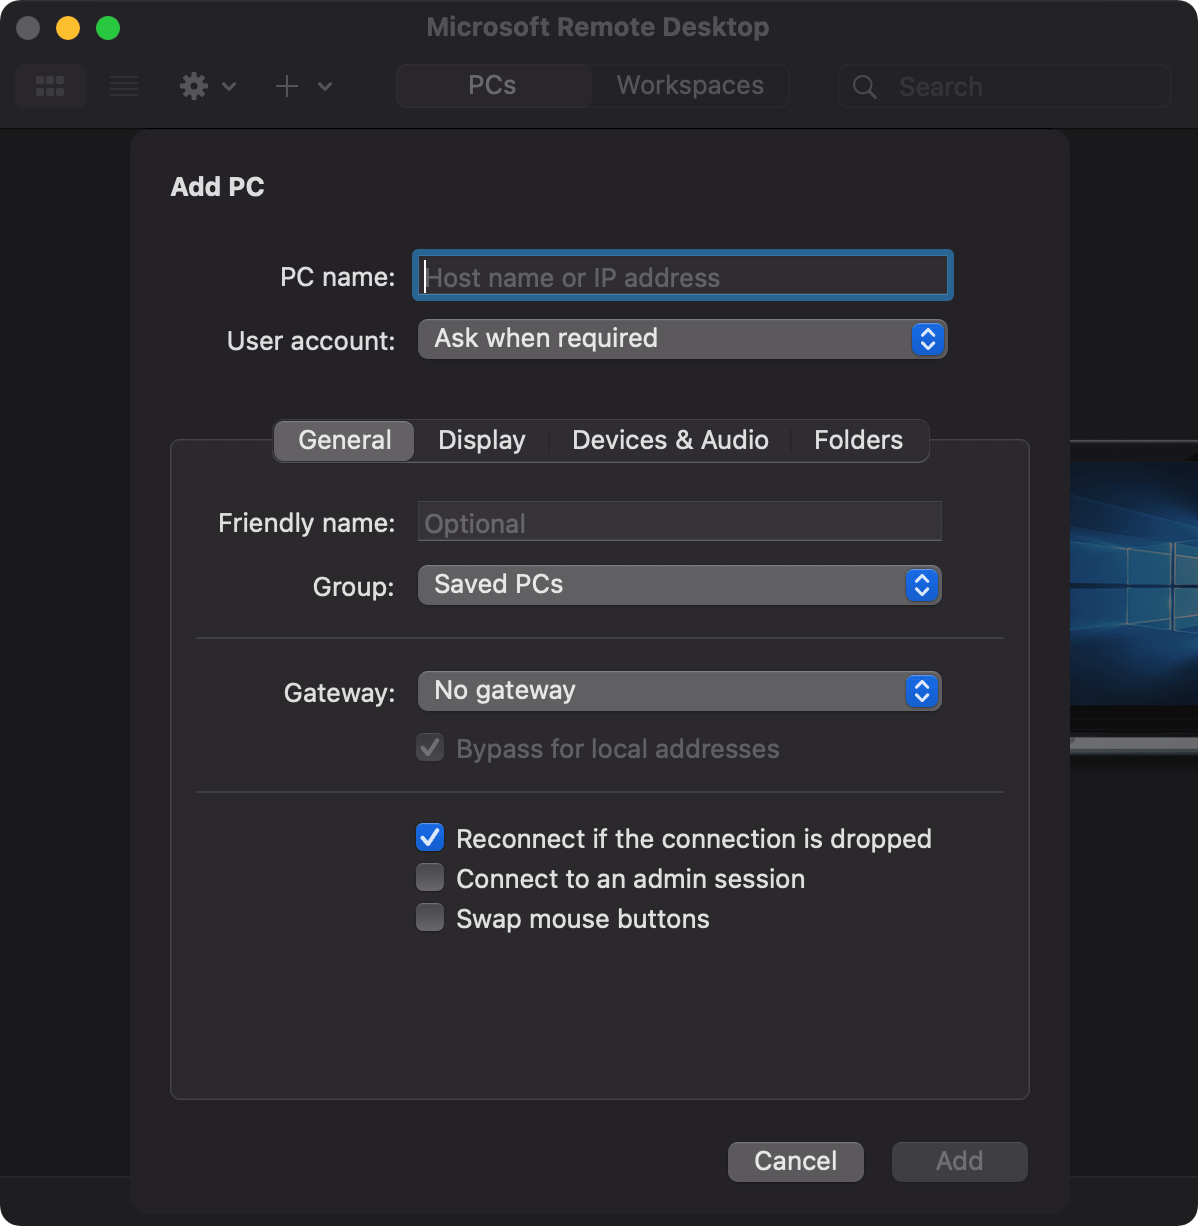 Microsoft Remote Desktop
PCs
Workspaces
Search
Add PC
PC name:
Host name or IP address
User account:
Ask when required
General
Display
Devices & Audio
Folders
Friendly name:
Optional
Group:
Saved PCs
Gateway:
No gateway
Bypass for local addresses
Reconnect if the connection is dropped
Connect to an admin session
Swap mouse buttons
Cancel
Add